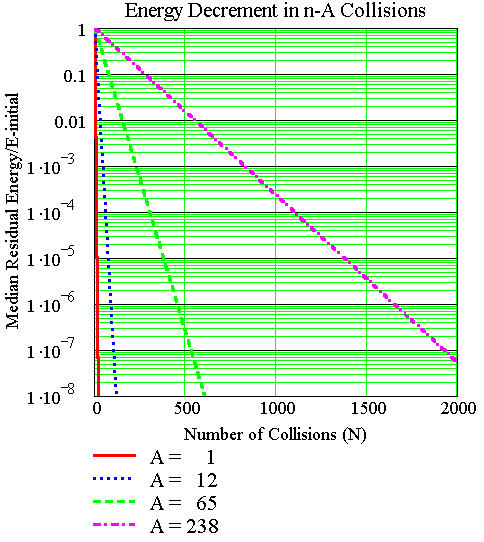 Energy Decrement in n-A Collisions
Median Residual Energy/E-initial
1
0.1
0.01
1·10⁻³
1·10⁻⁴
1·10⁻⁵
1·10⁻⁶
1·10⁻⁷
1·10⁻⁸
0 500 1000 1500 2000
Number of Collisions (N)
A = 1
A = 12
A = 65
A = 238